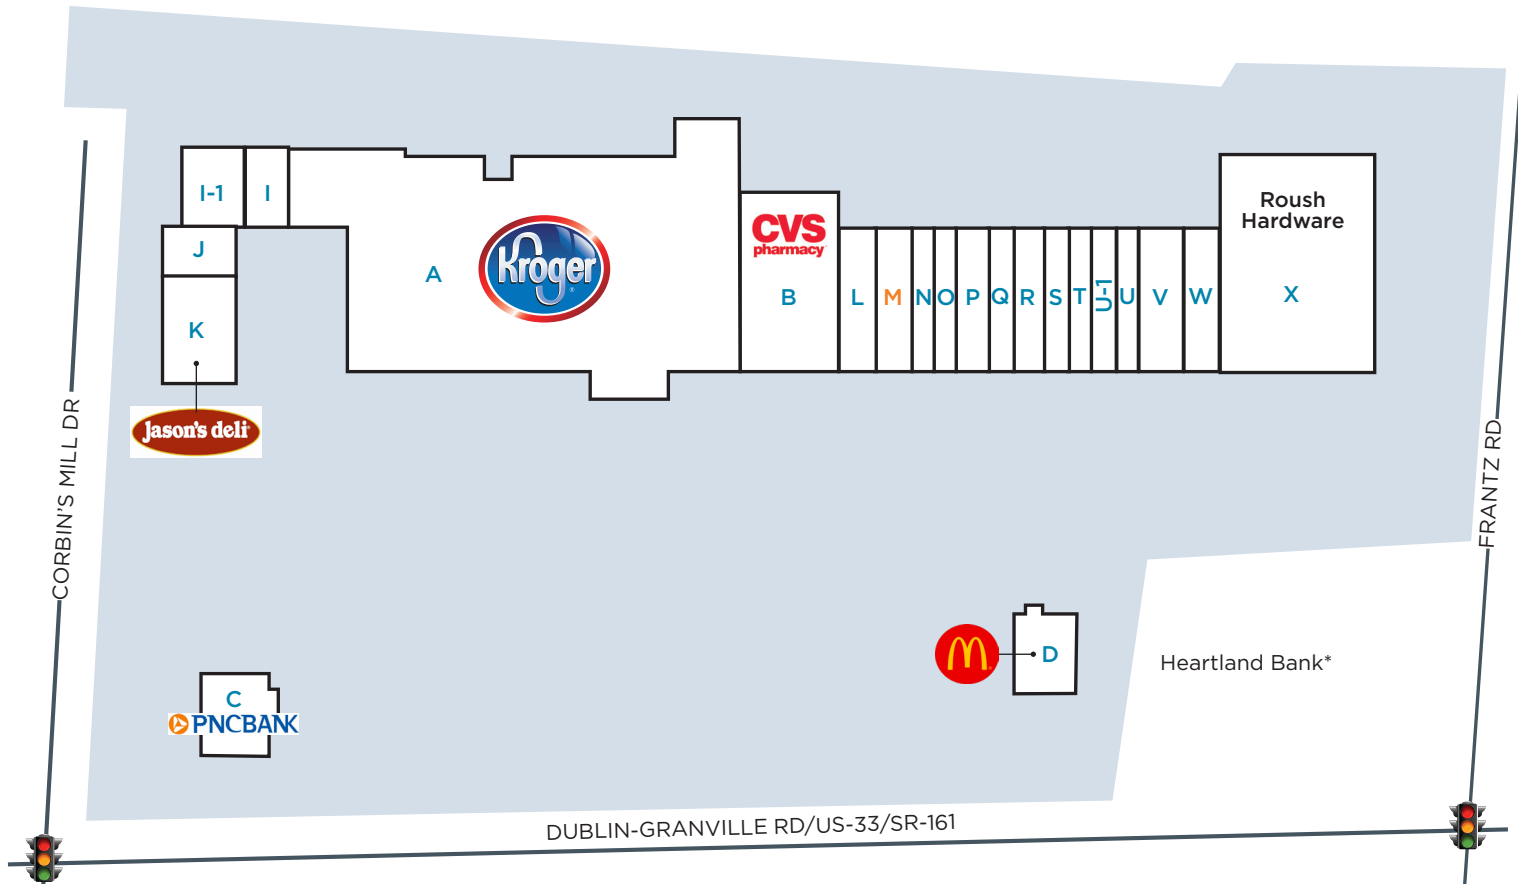 I-1
I
J
K
Jason's deli
A
Kroger
CVS
pharmacy
B
L
M
N
O
P
Q
R
S
T
U-1
U
V
W
Roush
Hardware
X
CORBIN'S MILL DR
FRANTZ RD
D
Heartland Bank*
C
PNCBANK
DUBLIN-GRANVILLE RD/US-33/SR-161